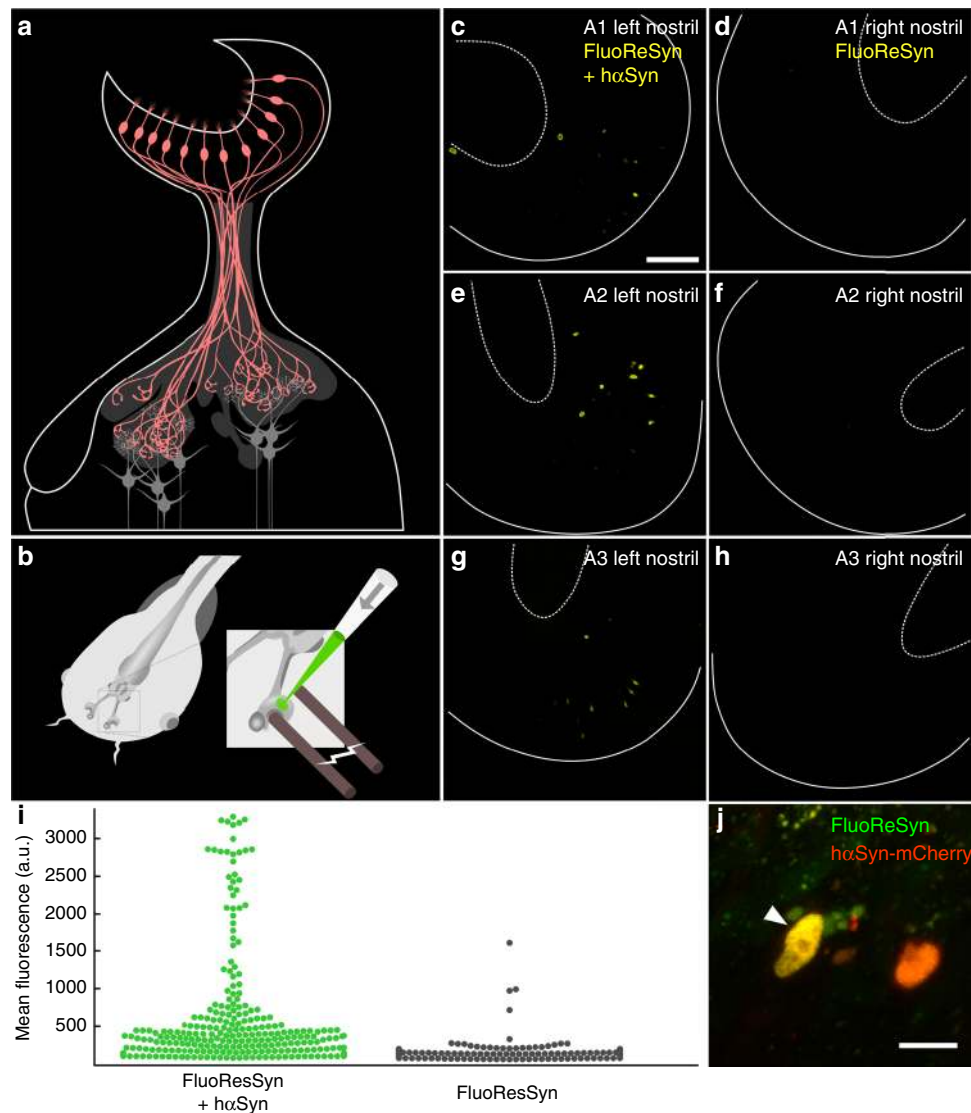 a
b
c
A1 left nostril
FluoReSyn
+ hαSyn
d
A1 right nostril
FluoReSyn
e
A2 left nostril
f
A2 right nostril
g
A3 left nostril
h
A3 right nostril
i
Mean fluorescence (a.u.)
3000
2500
2000
1500
1000
500
FluoResSyn
+ hαSyn
FluoResSyn
j
FluoReSyn
hαSyn-mCherry